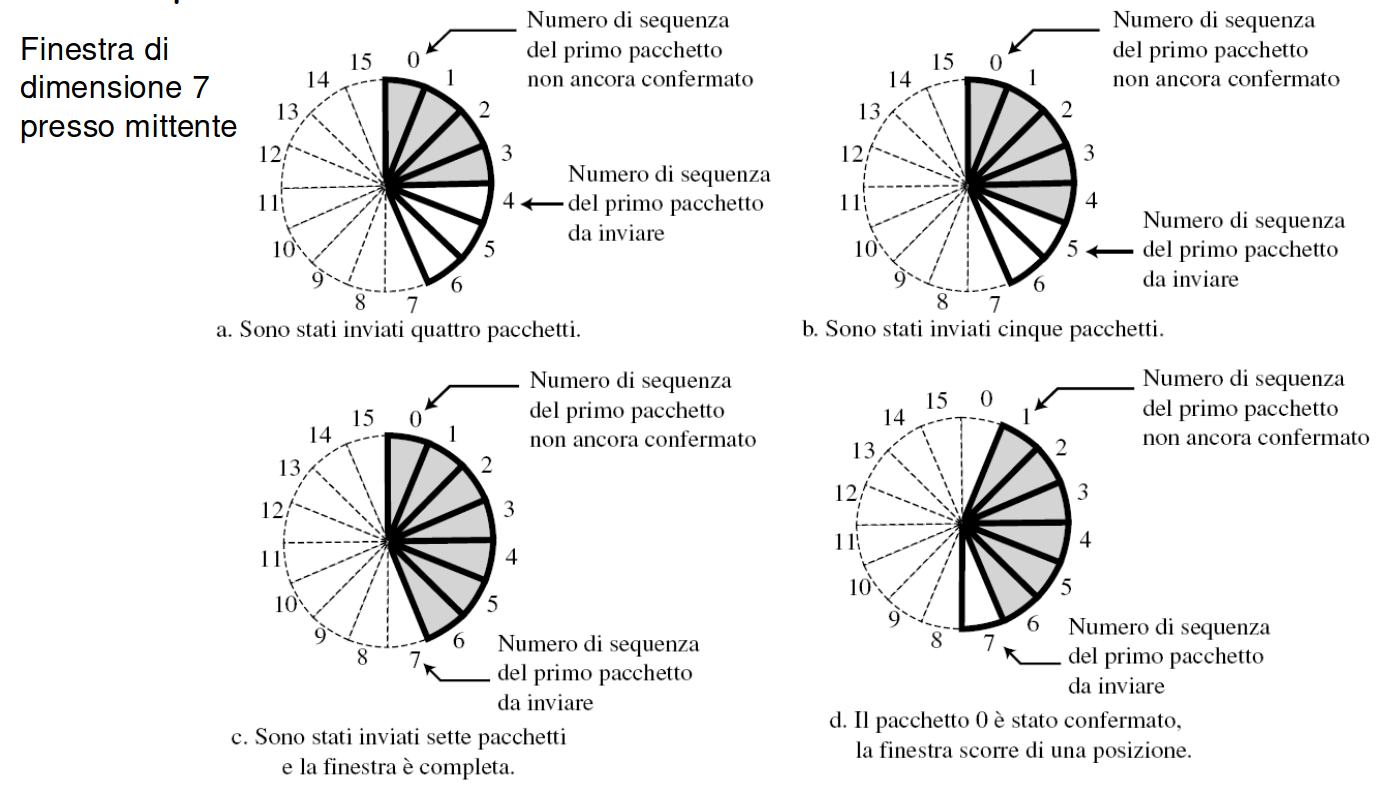 Finestra di
dimensione 7
presso mittente
Numero di sequenza
del primo pacchetto
non ancora confermato
15 0 1 2 3 4 5 6 7 8 9 10 11 12 13 14
Numero di sequenza
del primo pacchetto
da inviare
a. Sono stati inviati quattro pacchetti.
Numero di sequenza
del primo pacchetto
non ancora confermato
15 0 1 2 3 4 5 6 7 8 9 10 11 12 13 14
Numero di sequenza
del primo pacchetto
da inviare
b. Sono stati inviati cinque pacchetti.
Numero di sequenza
del primo pacchetto
non ancora confermato
15 0 1 2 3 4 5 6 7 8 9 10 11 12 13 14
Numero di sequenza
del primo pacchetto
da inviare
c. Sono stati inviati sette pacchetti
e la finestra è completa.
Numero di sequenza
del primo pacchetto
non ancora confermato
15 0 1 2 3 4 5 6 7 8 9 10 11 12 13 14
Numero di sequenza
del primo pacchetto
da inviare
d. Il pacchetto 0 è stato confermato,
la finestra scorre di una posizione.